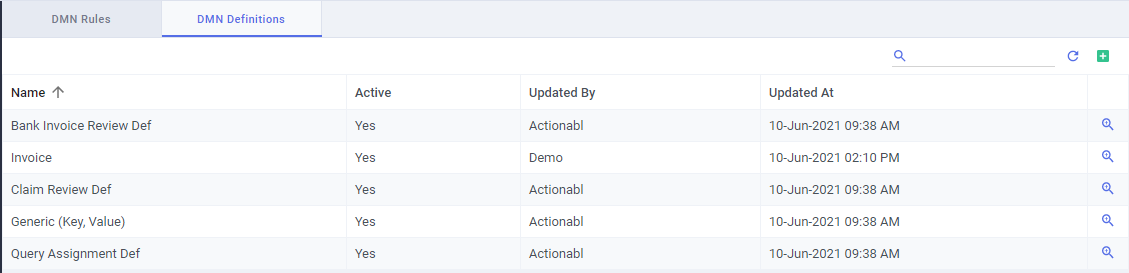 DMN Rules DMN Definitions
Name Active Updated By Updated At
Bank Invoice Review Def Yes Actionabl 10-Jun-2021 09:38 AM
Invoice Yes Demo 10-Jun-2021 02:10 PM
Claim Review Def Yes Actionabl 10-Jun-2021 09:38 AM
Generic (Key, Value) Yes Actionabl 10-Jun-2021 09:38 AM
Query Assignment Def Yes Actionabl 10-Jun-2021 09:38 AM